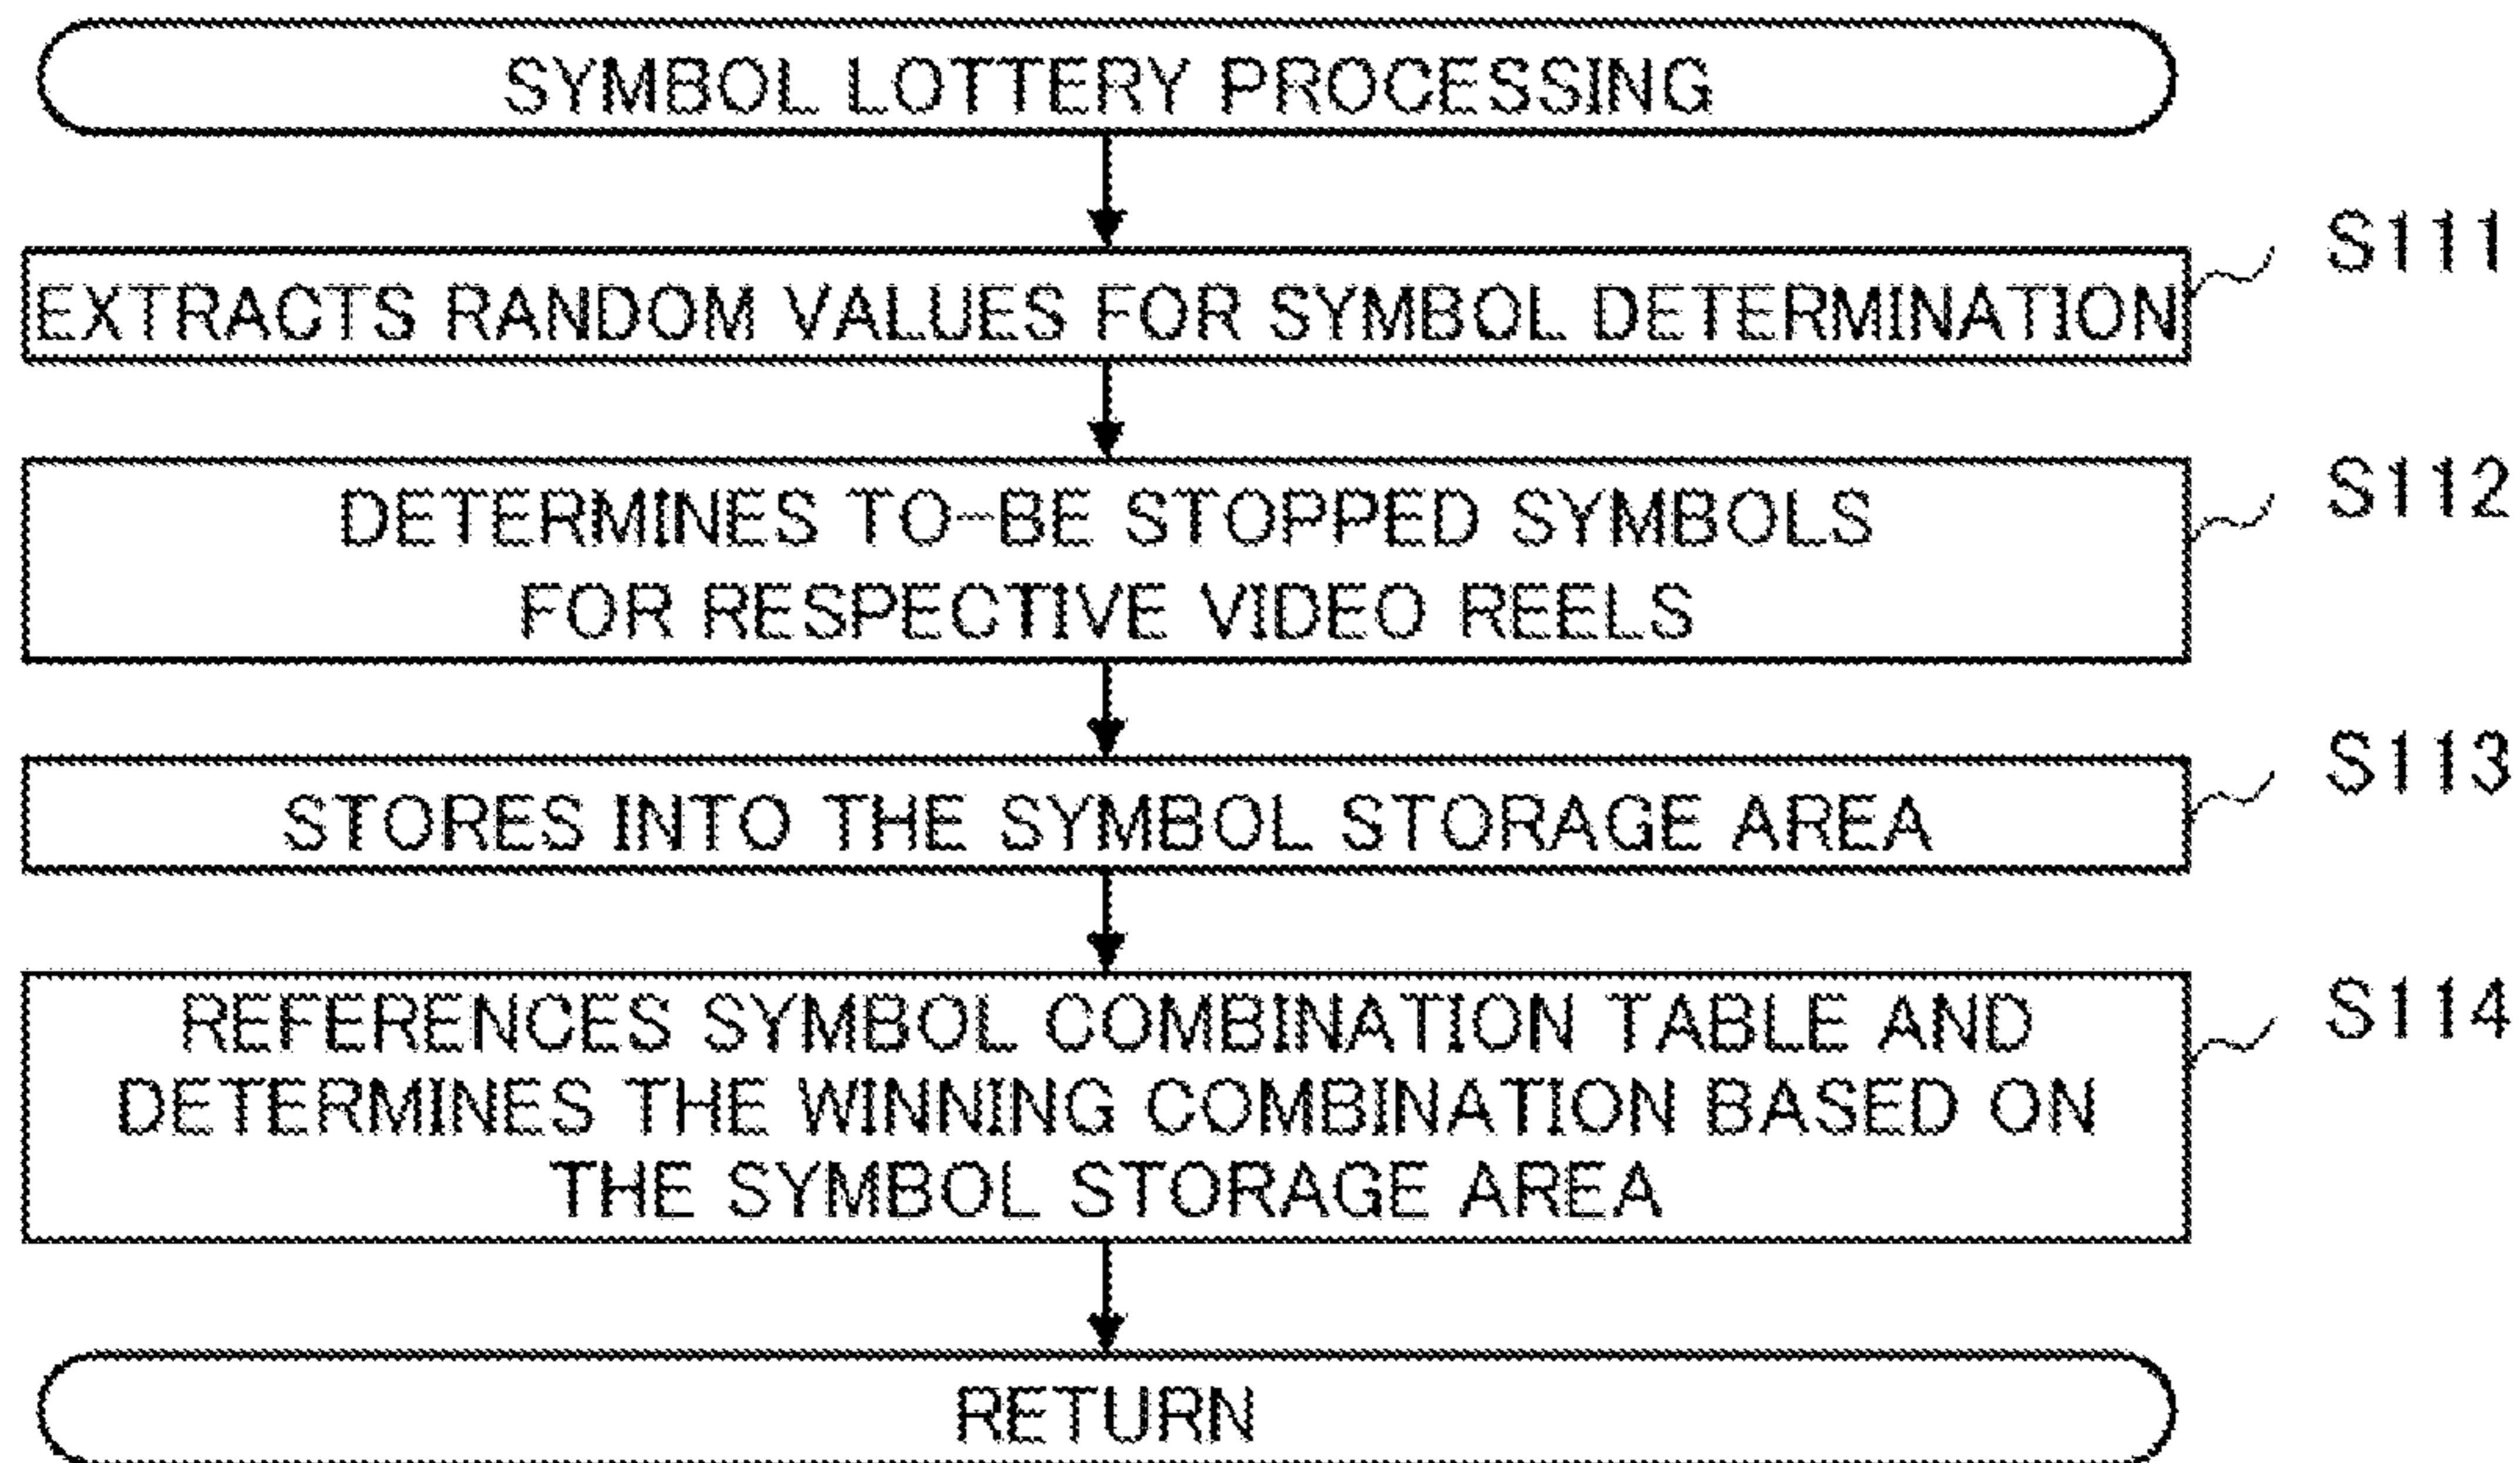 SYMBOL LOTTERY PROCESSING
S111
EXTRACTS RANDOM VALUES FOR SYMBOL DETERMINATION
S112
DETERMINES TO-BE STOPPED SYMBOLS
FOR RESPECTIVE VIDEO REELS
S113
STORES INTO THE SYMBOL STORAGE AREA
S114
REFERENCES SYMBOL COMBINATION TABLE AND
DETERMINES THE WINNING COMBINATION BASED ON
THE SYMBOL STORAGE AREA
RETURN